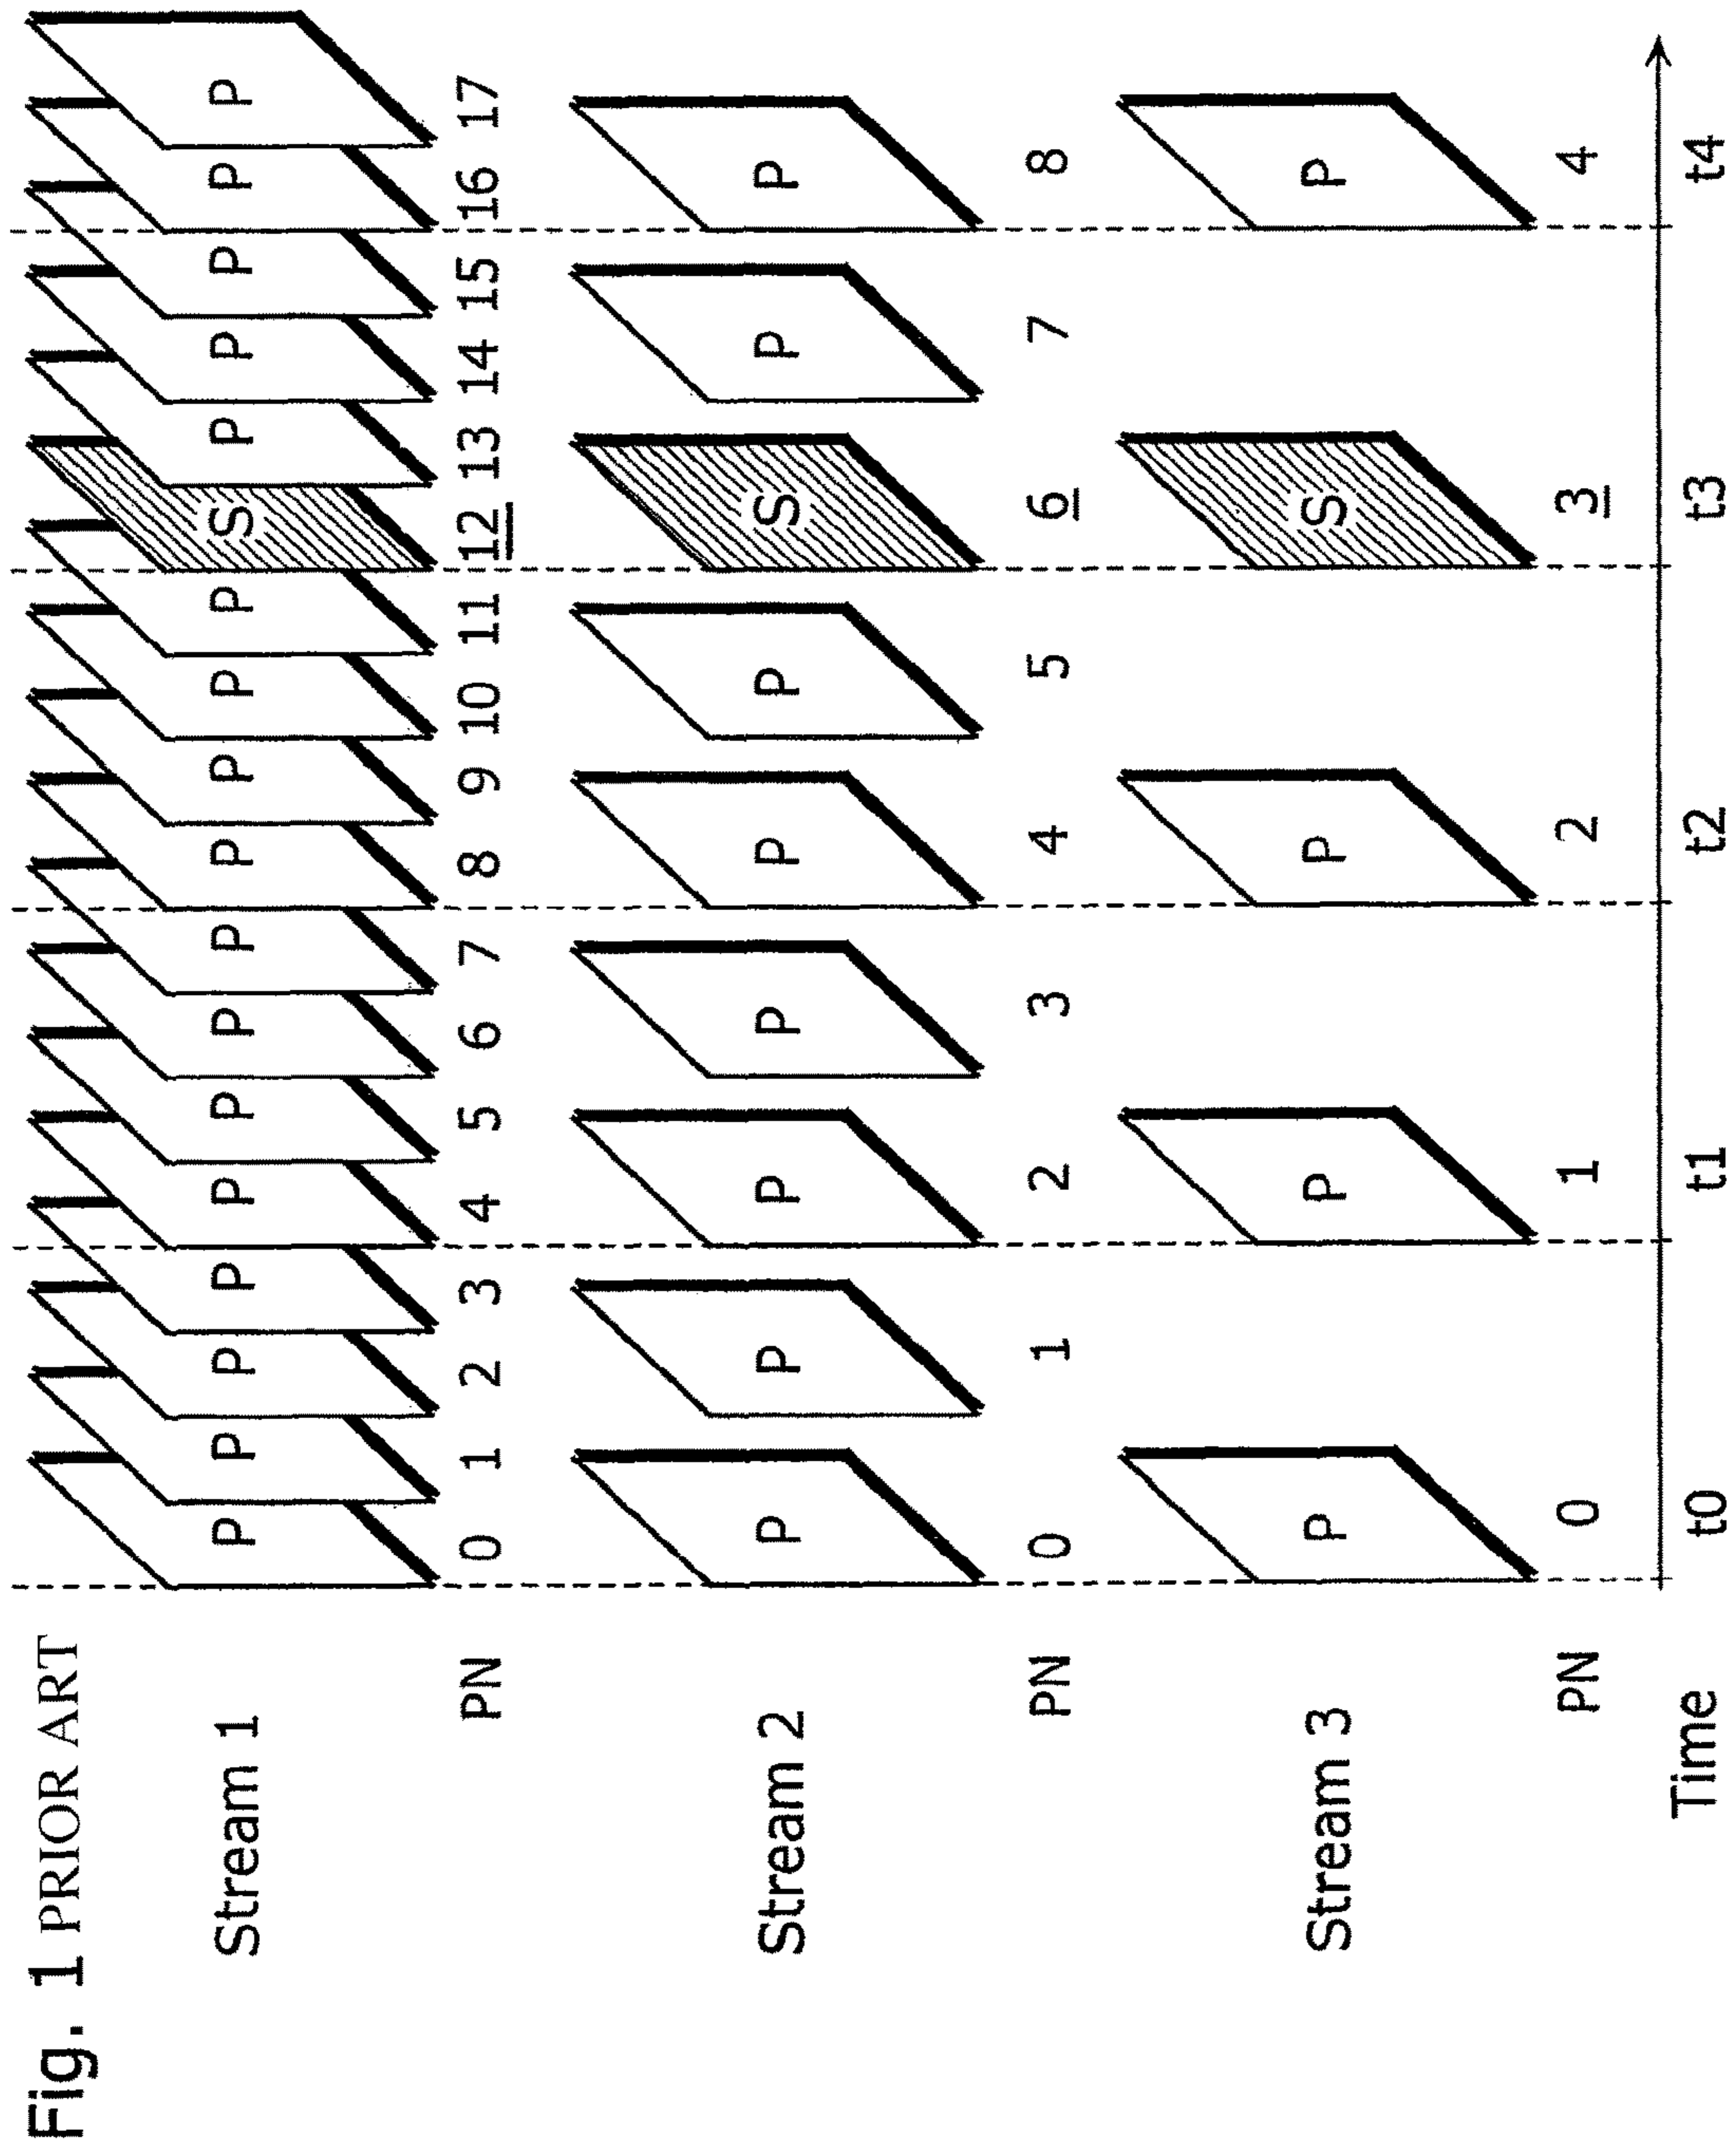 Fig. 1 PRIOR ART
Stream 1 P P P P P P P P P P P P S P P P P P
PN 0 1 2 3 4 5 6 7 8 9 10 11 12 13 14 15 16 17
Stream 2 P P P P P P S P P
PN 0 1 2 3 4 5 6 7 8
Stream 3 P P P S P
PN 0 1 2 3 4
Time t0 t1 t2 t3 t4